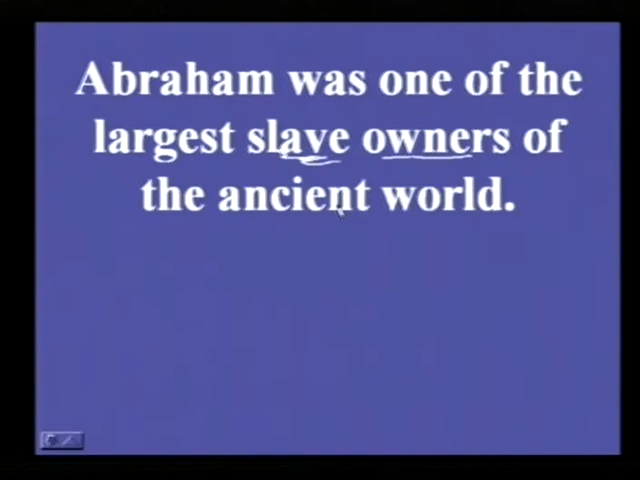 Abraham was one of the
largest slave owners of
the ancient world.